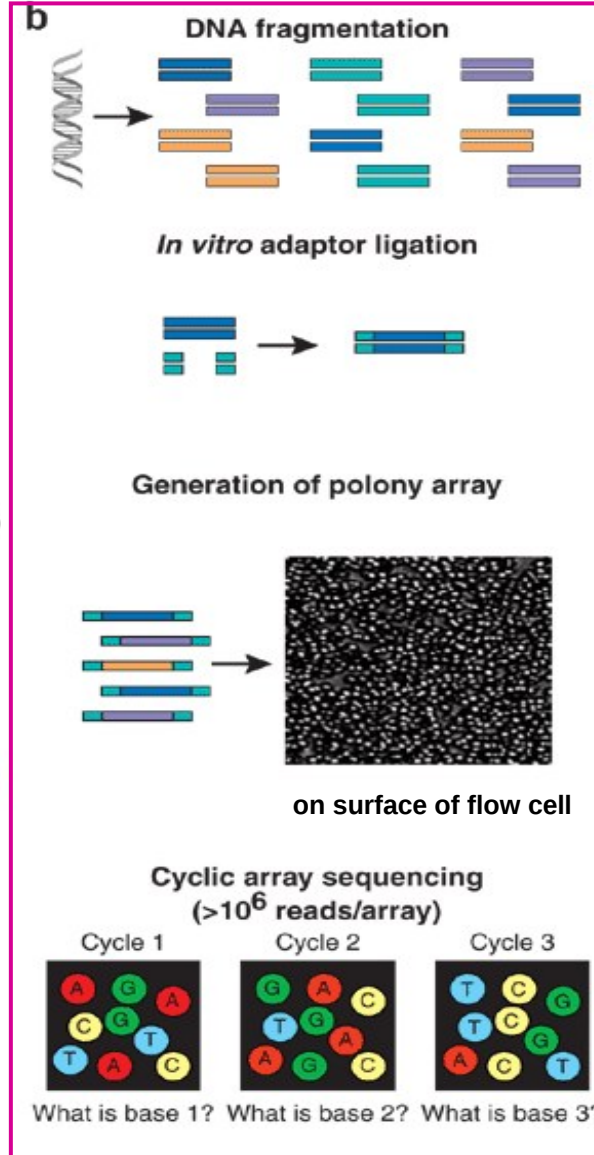 b
DNA fragmentation
In vitro adaptor ligation
Generation of polony array
on surface of flow cell
Cyclic array sequencing
(>10⁶ reads/array)
Cycle 1 Cycle 2 Cycle 3
A G A C G T T A C
G A C T G A A G C
T C G T C G A C T
What is base 1? What is base 2? What is base 3?